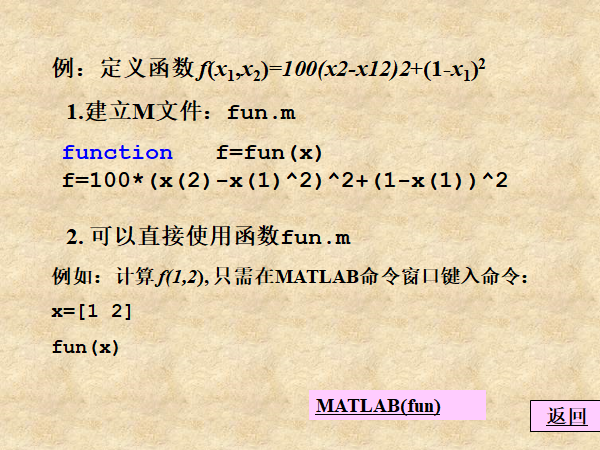 例：定义函数 f(x₁,x₂)=100(x2-x12)2+(1-x₁)²
1.建立M文件：fun.m
function   f=fun(x)
f=100*(x(2)-x(1)^2)^2+(1-x(1))^2
2. 可以直接使用函数fun.m
例如：计算 f(1,2), 只需在MATLAB命令窗口键入命令：
x=[1 2]
fun(x)
MATLAB(fun)
返回